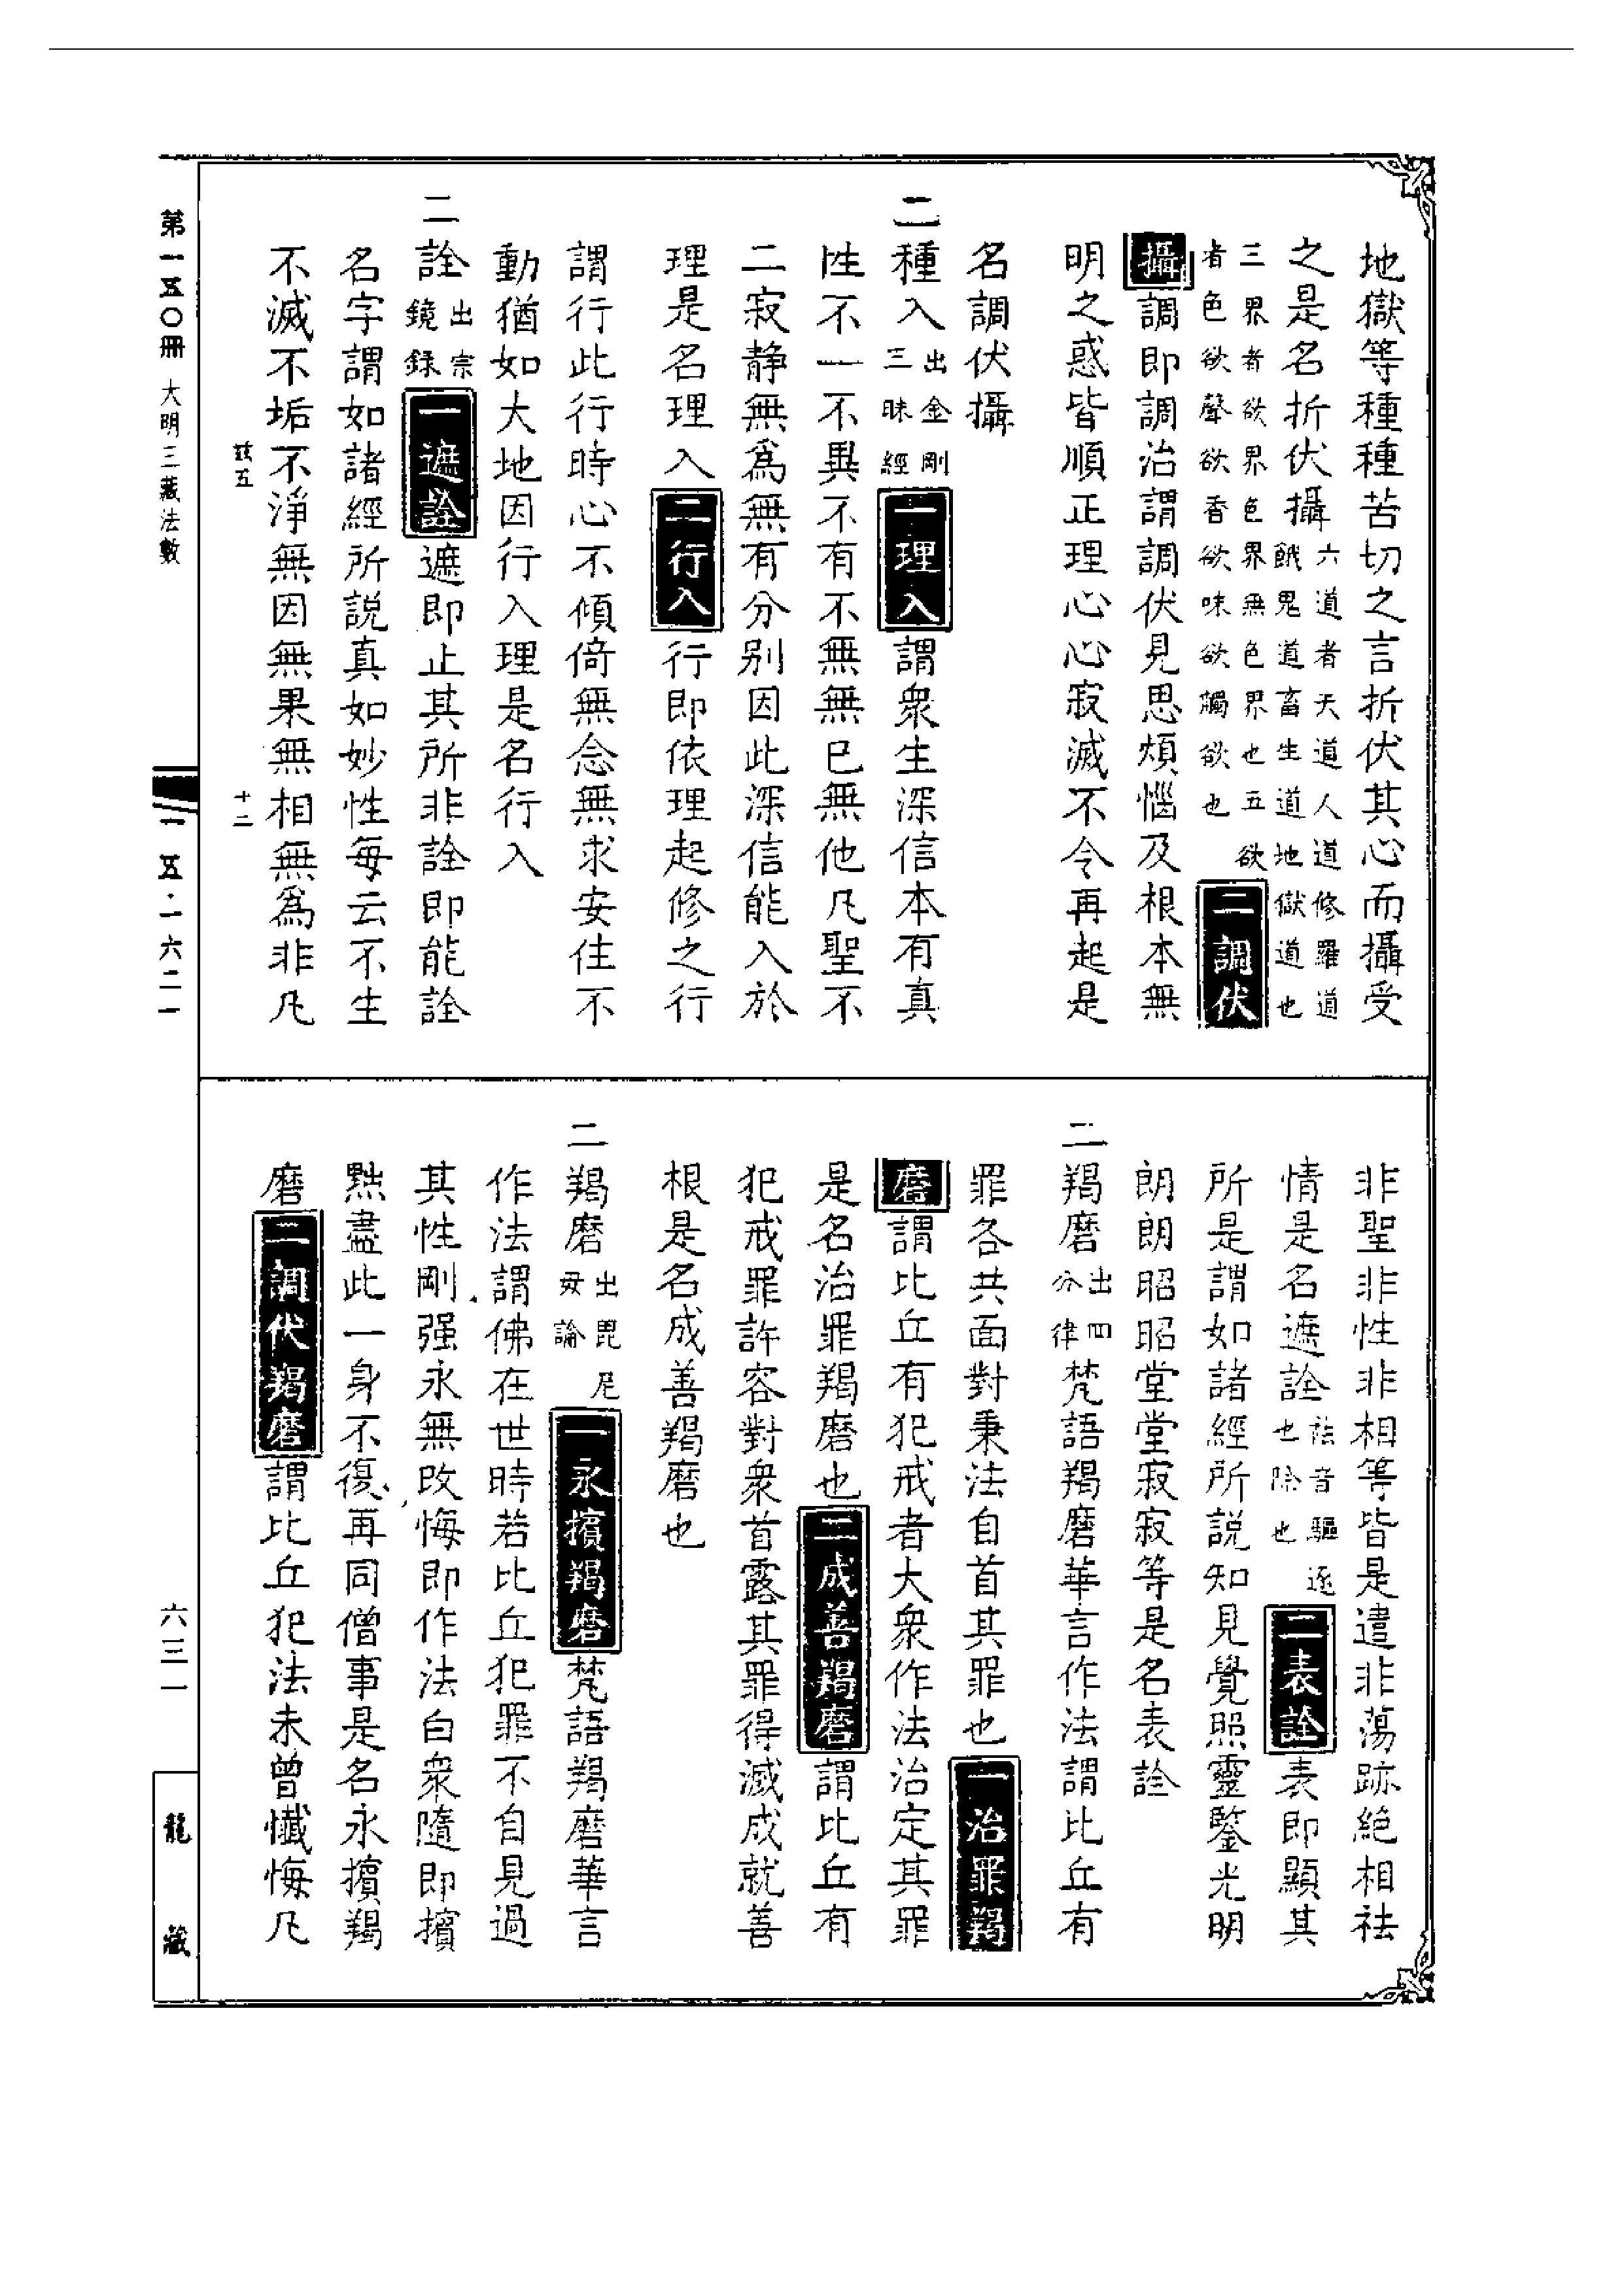 地獄等種種苦切之言折伏其心而攝受
之是名折伏攝六道者天道人道修羅道餓鬼道畜生道地獄道也
三界者欲界色界無色界也五欲者色欲聲欲香欲味欲觸欲也二調伏
攝調即調治謂調伏見思煩惱及根本無
明之惑皆順正理心心寂滅不令再起是
名調伏攝
二種入出金剛三昧經一理入謂衆生深信本有真
性不一不異不有不無無已無他凡聖不
二寂静無爲無有分别因此深信能入於
理是名理入二行入行即依理起修之行
謂行此行時心不傾倚無念無求安住不
動猶如大地因行入理是名行入
二詮出宗鏡録一遮詮遮即止其所非詮即能詮
名字謂如諸經所説真如妙性每云不生
不滅不垢不淨無因無果無相無爲非凡
非聖非性非相等皆是遣非蕩跡絶相祛
情是名遮詮祛音驅逐也除也二表詮表即顯其
所是謂如諸經所説知見覺照靈鑒光明
朗朗昭昭堂堂寂寂等是名表詮
二羯磨出四分律梵語羯磨華言作法謂比丘有
罪各共面對秉法自首其罪也一治罪羯
磨謂比丘有犯戒者大衆作法治定其罪
是名治罪羯磨也二成善羯磨謂比丘有
犯戒罪許容對衆首露其罪得滅成就善
根是名成善羯磨也
二羯磨出毘尼毋論一永擯羯磨梵語羯磨華言
作法謂佛在世時若比丘犯罪不自見過
其性剛强永無改悔即作法白衆隨即擯
黜盡此一身不復再同僧事是名永擯羯
磨二調伏羯磨謂比丘犯法未曾懺悔凡
第一五〇冊 大明三藏法數
兹五 十二
一五·一六二一
六三一
龍藏